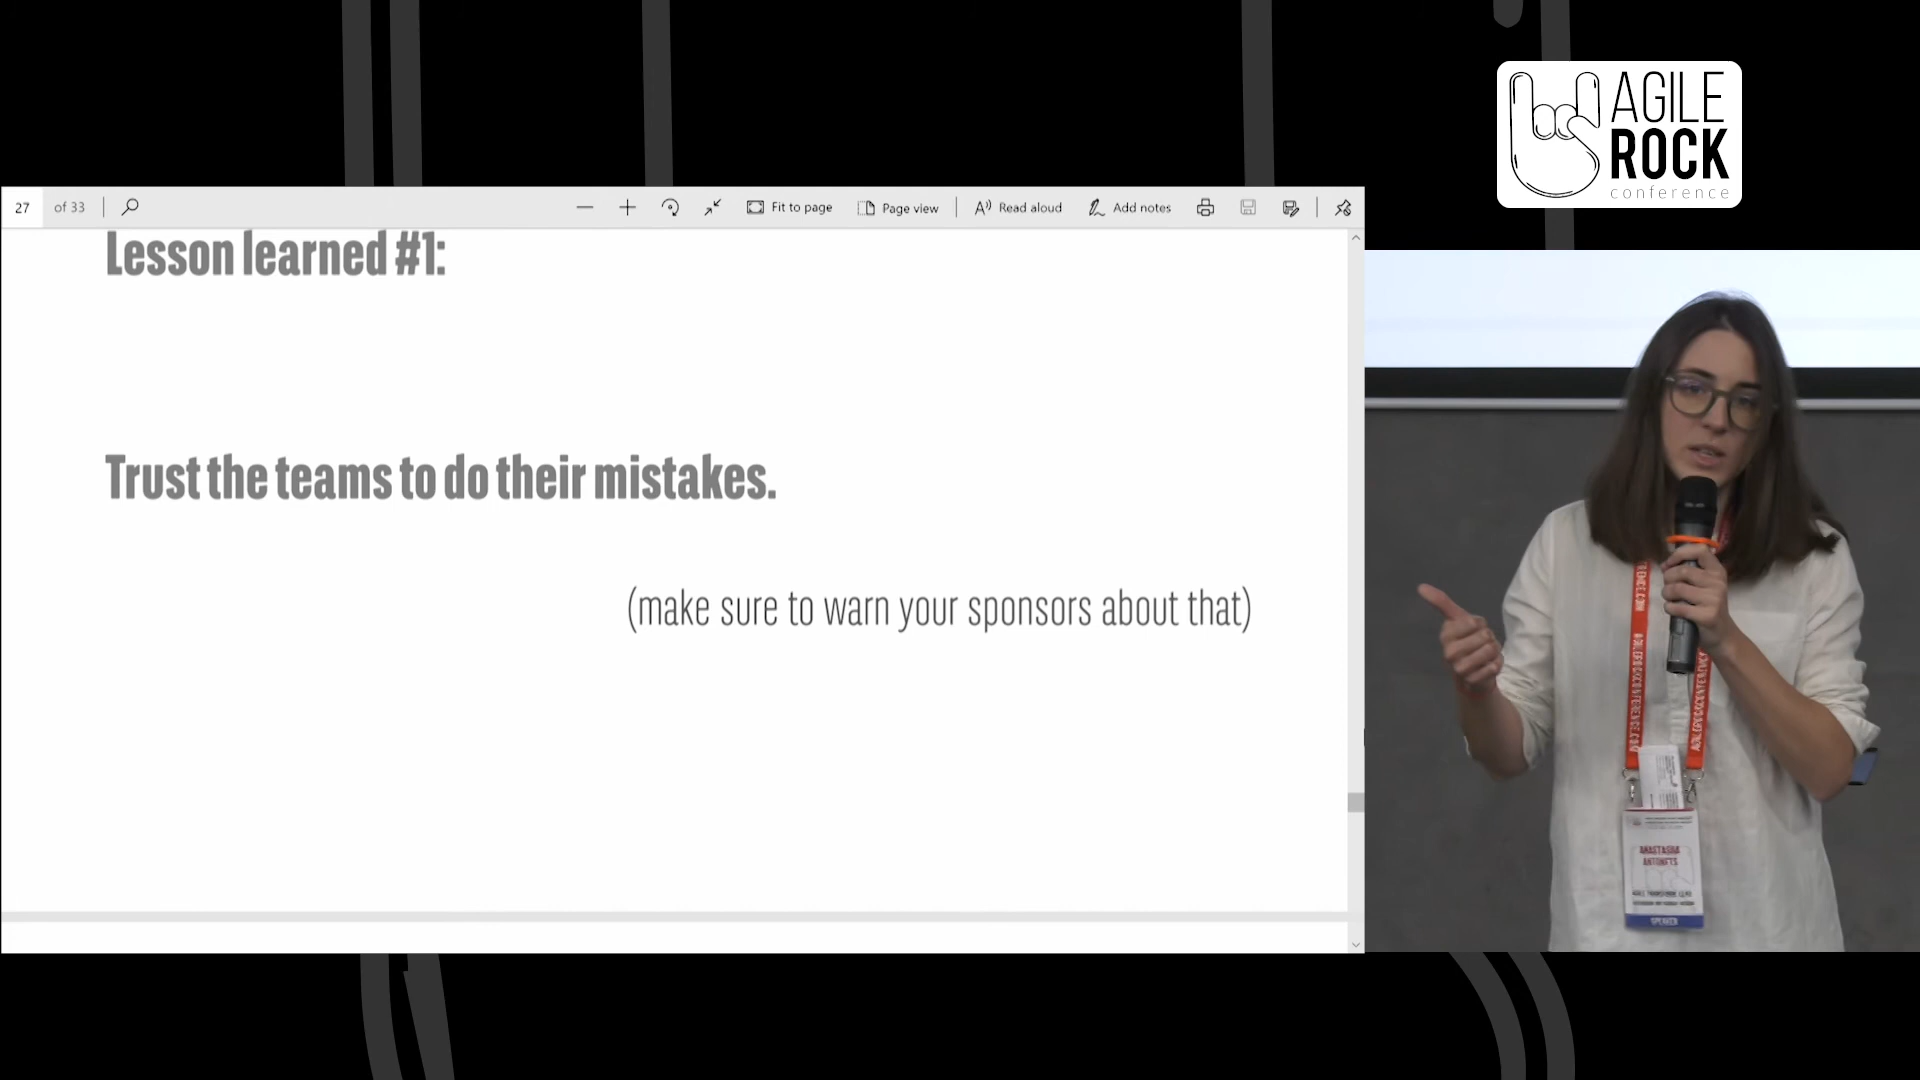 AGILE
ROCK
conference
27 of 33
Fit to page
Page view
Read aloud
Add notes
Lesson learned #1:
Trust the teams to do their mistakes.
(make sure to warn your sponsors about that)
SPEAKER